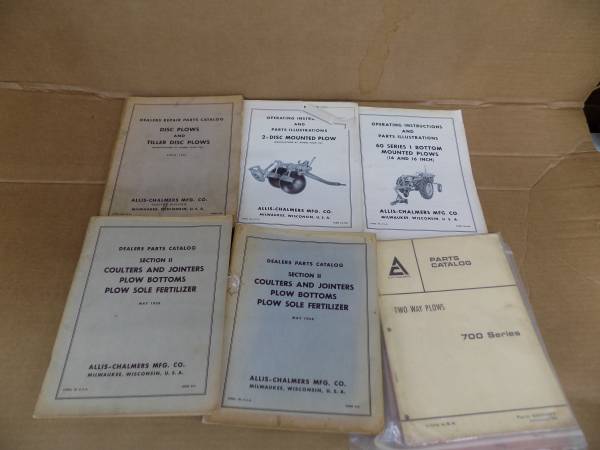 DEALERS REPAIR PARTS CATALOG
DISC PLOWS
AND
TILLER DISC PLOWS
ALLIS-CHALMERS MFG. CO.
MILWAUKEE, WISCONSIN, U. S. A.
OPERATING INSTRU
AND
PARTS ILLUSTRATIONS
2-DISC MOUNTED PLOW
ALLIS-CHALMERS MFG. CO.
MILWAUKEE, WISCONSIN, U.S.A.
OPERATING INSTRUCTIONS
AND
PARTS ILLUSTRATIONS
60 SERIES 1 BOTTOM
MOUNTED PLOWS
(14 AND 16 INCH)
ALLIS-CHALMERS MFG. CO.
MILWAUKEE, WISCONSIN, U.S.A.
DEALERS PARTS CATALOG
SECTION II
COULTERS AND JOINTERS
PLOW BOTTOMS
PLOW SOLE FERTILIZER
MAY 1958
ALLIS-CHALMERS MFG. CO.
MILWAUKEE, WISCONSIN, U. S. A.
DEALERS PARTS CATALOG
SECTION II
COULTERS AND JOINTERS
PLOW BOTTOMS
PLOW SOLE FERTILIZER
MAY 1958
ALLIS-CHALMERS MFG. CO.
MILWAUKEE, WISCONSIN, U. S. A.
PARTS
CATALOG
TWO WAY PLOWS
700 Series